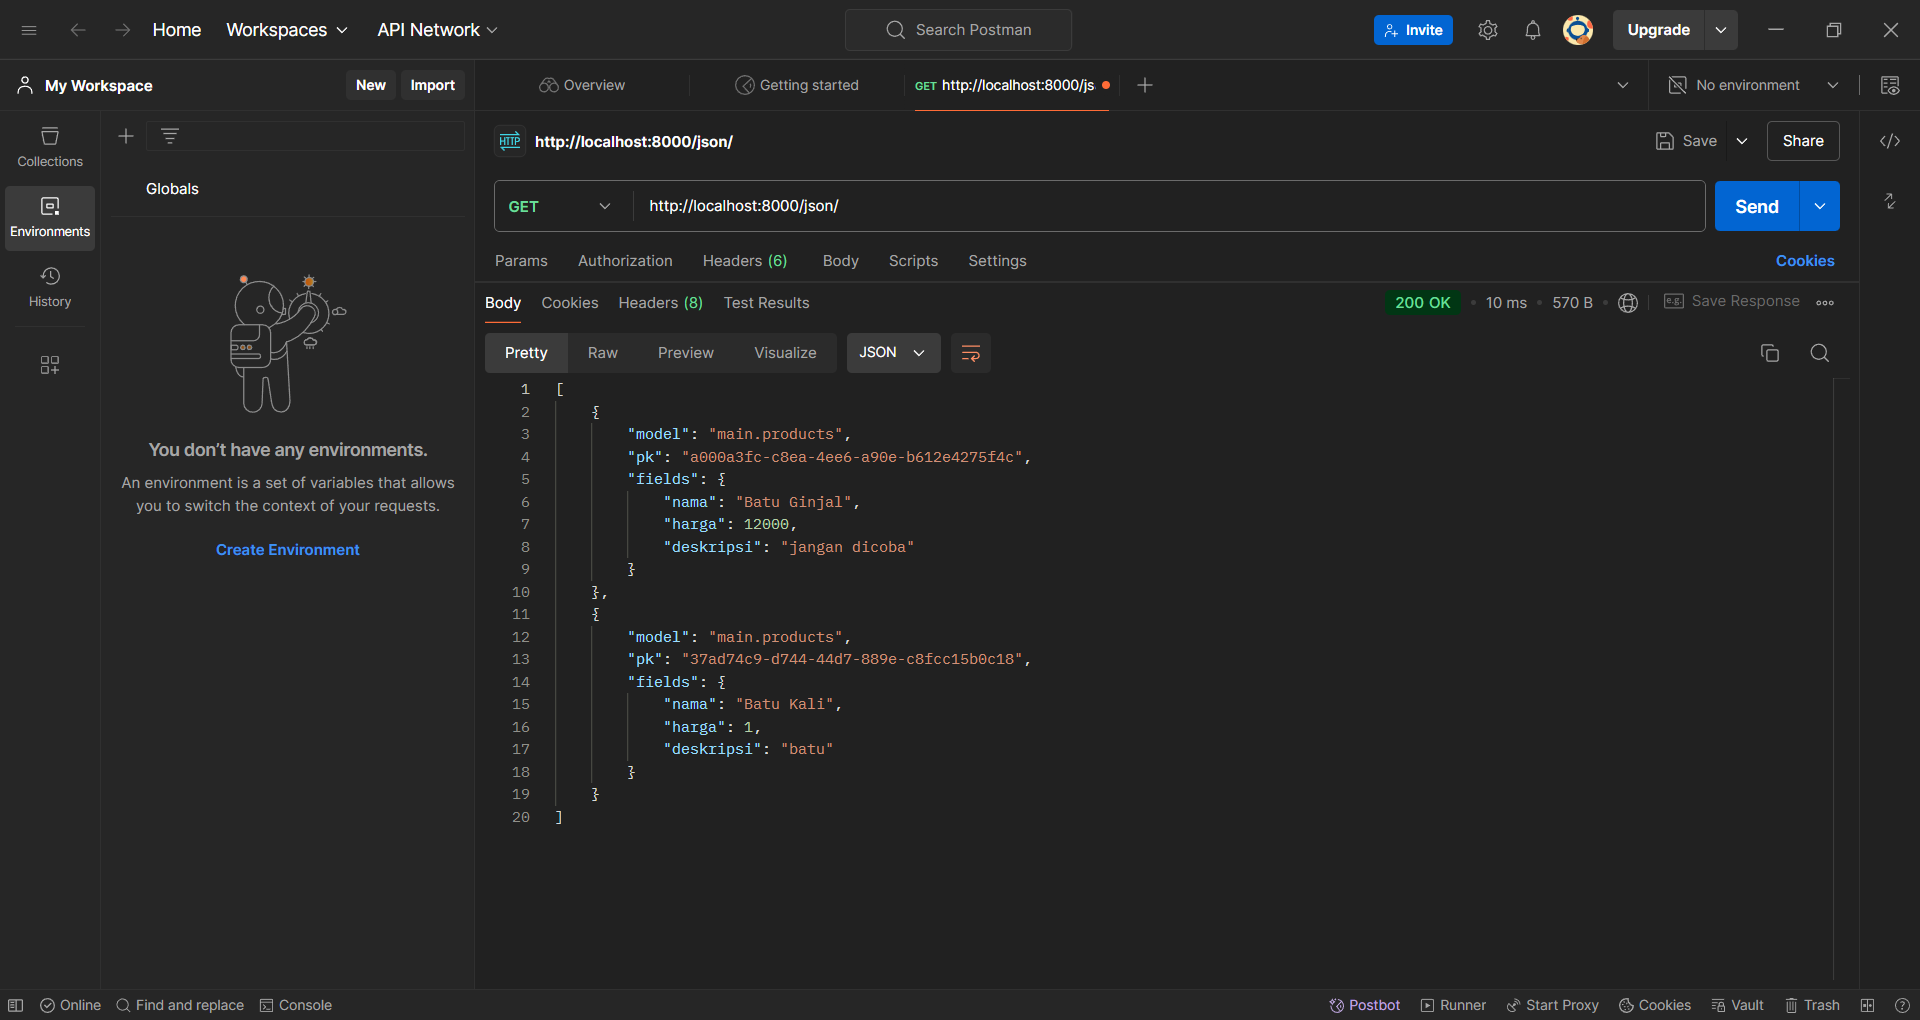 Home Workspaces API Network Search Postman Invite Upgrade
My Workspace New Import Overview Getting started GET http://localhost:8000/js No environment
Collections
Environments
History
Globals
You don't have any environments.
An environment is a set of variables that allows
you to switch the context of your requests.
Create Environment
HTTP http://localhost:8000/json/ Save Share
GET http://localhost:8000/json/ Send
Params Authorization Headers (6) Body Scripts Settings Cookies
Body Cookies Headers (8) Test Results 200 OK • 10 ms • 570 B • e.g. Save Response
Pretty Raw Preview Visualize JSON
1 [
2 {
3 "model": "main.products",
4 "pk": "a000a3fc-c8ea-4ee6-a90e-b612e4275f4c",
5 "fields": {
6 "nama": "Batu Ginjal",
7 "harga": 12000,
8 "deskripsi": "jangan dicoba"
9 }
10 },
11 {
12 "model": "main.products",
13 "pk": "37ad74c9-d744-44d7-889e-c8fcc15b0c18",
14 "fields": {
15 "nama": "Batu Kali",
16 "harga": 1,
17 "deskripsi": "batu"
18 }
19 }
20 ]
Online Find and replace Console Postbot Runner Start Proxy Cookies Vault Trash